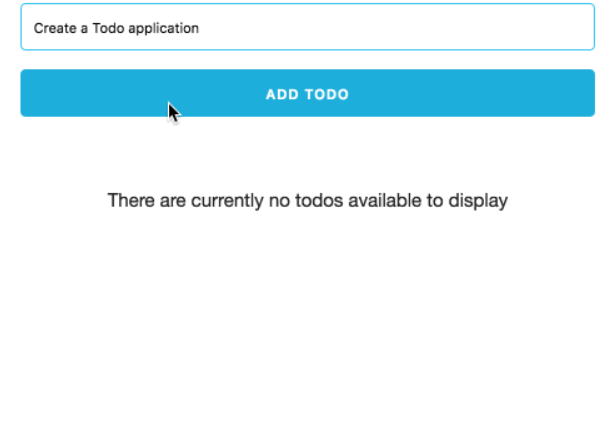 Create a Todo application
ADD TODO
There are currently no todos available to display